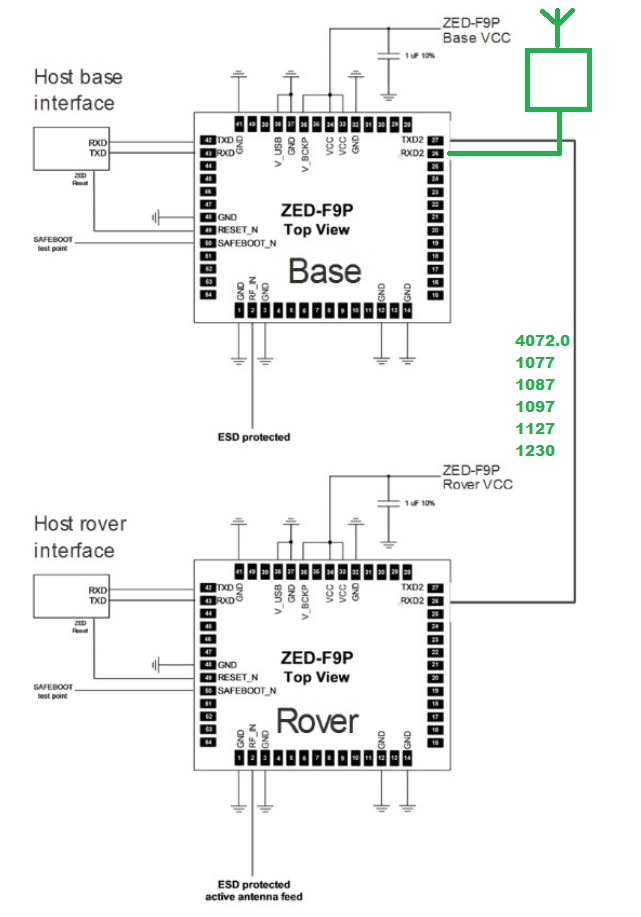 ZED-F9P
Base VCC
1 uF 10%
Host base
interface
RXD
TXD
ZED
Reset
SAFEBOOT
test point
41 40 39 38 37 36 35 34 33 32 31 30 29 28
GND V_USB GND V_BCKP VCC VCC GND
42 TXD
43 RXD
44
45
46
47
48 GND
49 RESET_N
50 SAFEBOOT_N
51
52
53
54
TXD2 27
RXD2 26
25
24
23
22
21
20
19
18
17
16
15
ZED-F9P
Top View
Base
GND RF_IN GND GND GND
1 2 3 4 5 6 7 8 9 10 11 12 13 14
ESD protected
4072.0
1077
1087
1097
1127
1230
ZED-F9P
Rover VCC
1 uF 10%
Host rover
interface
RXD
TXD
ZED
Reset
SAFEBOOT
test point
41 40 39 38 37 36 35 34 33 32 31 30 29 28
GND V_USB GND V_BCKP VCC VCC GND
42 TXD
43 RXD
44
45
46
47
48 GND
49 RESET_N
50 SAFEBOOT_N
51
52
53
54
TXD2 27
RXD2 26
25
24
23
22
21
20
19
18
17
16
15
ZED-F9P
Top View
Rover
GND RF_IN GND GND GND
1 2 3 4 5 6 7 8 9 10 11 12 13 14
ESD protected
active antenna feed